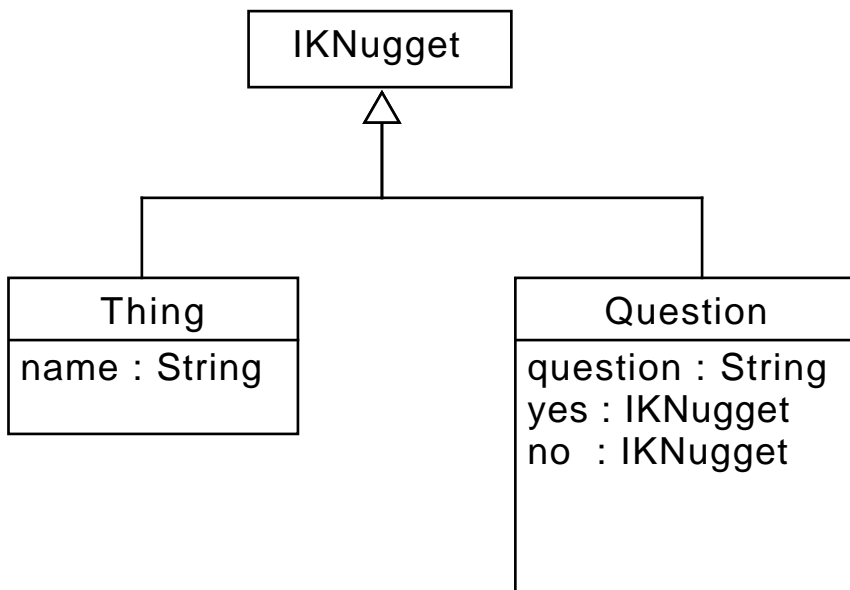 IKNugget
Thing
name : String
Question
question : String
yes : IKNugget
no : IKNugget